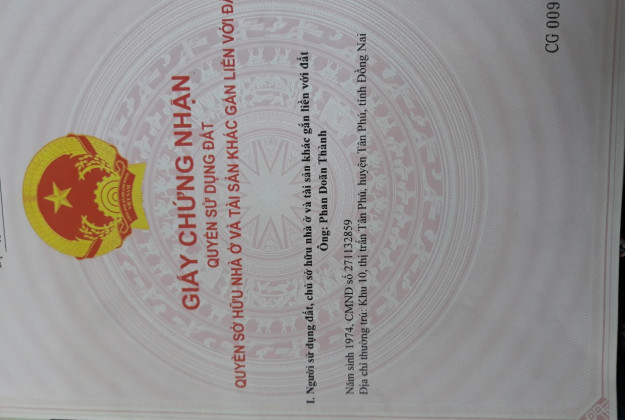 GIẤY CHỨNG NHẬN
QUYỀN SỬ DỤNG ĐẤT
QUYỀN SỞ HỮU NHÀ Ở VÀ TÀI SẢN KHÁC GẮN LIỀN VỚI ĐẤ
I. Người sử dụng đất, chủ sở hữu nhà ở và tài sản khác gắn liền với đất
Ông: Phan Doãn Thành
Năm sinh 1974, CMND số 271132859
Địa chỉ thường trú: Khu 10, thị trấn Tân Phú, huyện Tân Phú, tỉnh Đồng Nai
CG 009